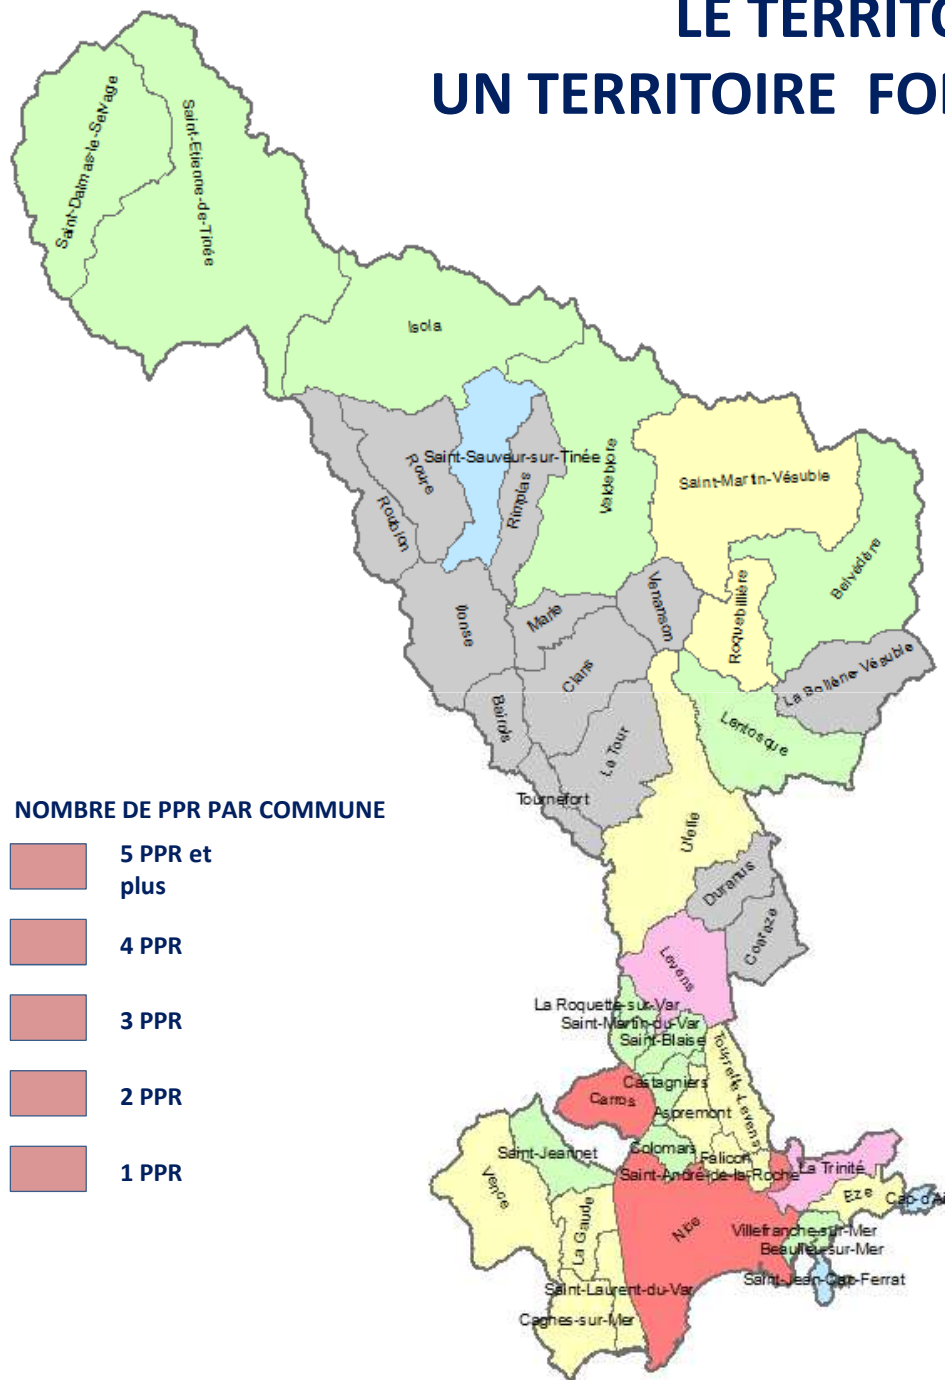 LE TERRITO
UN TERRITOIRE FO
Saint-Dalmas-le-Selvage
Saint-Etienne-de-Tinée
Isola
Saint-Sauveur-sur-Tinée
Roure
Roubion
Rimplas
Valdeblore
Saint-Martin-Vésubie
Belvédère
Roquebillière
Venanson
Ilonse
Marie
Clans
La Bollène-Vésubie
Bairols
La Tour
Lantosque
Tournefort
NOMBRE DE PPR PAR COMMUNE
5 PPR et
plus
4 PPR
3 PPR
2 PPR
1 PPR
Utelle
Duranus
Coaraze
Levens
La Roquette-sur-Var
Saint-Martin-du-Var
Saint-Blaise
Tourrette-Levens
Castagniers
Carros
Aspremont
Colomars
Falicon
Saint-Jeannet
Saint-André-de-la-Roche
La Trinité
Vence
Eze
Cap-d'Ai
La Gaude
Nice
Villefranche-sur-Mer
Beaulieu-sur-Mer
Saint-Jean-Cap-Ferrat
Saint-Laurent-du-Var
Cagnes-sur-Mer